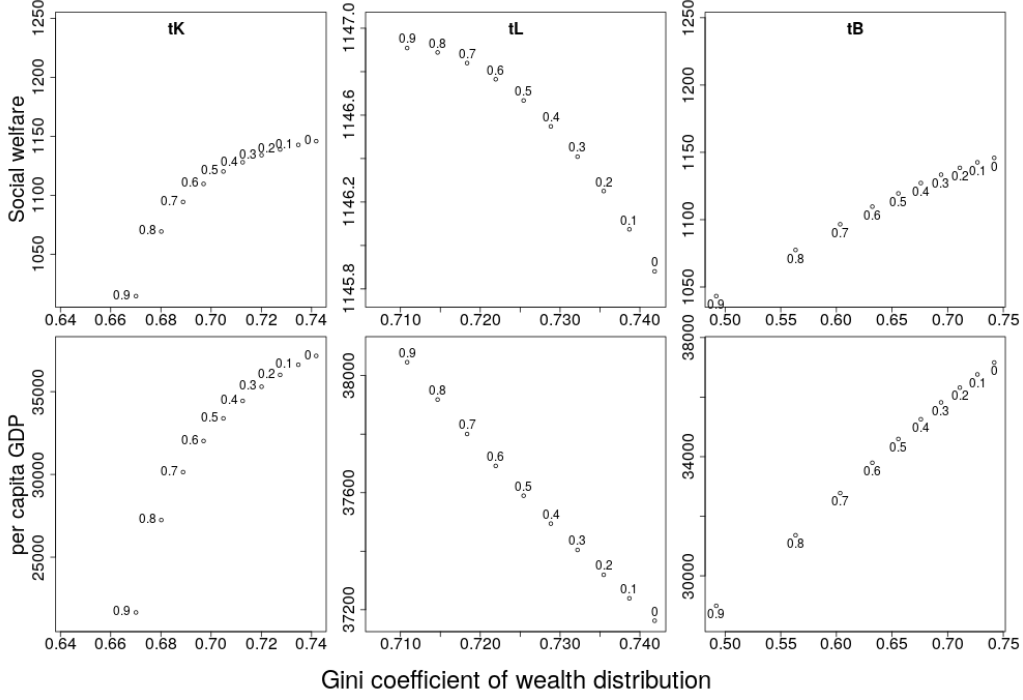 tK
tL
tB
Social welfare
1050 1100 1150 1200 1250
0.9 0.8 0.7 0.6 0.5 0.4 0.3 0.2 0.1 0
0.64 0.66 0.68 0.70 0.72 0.74
1145.8 1146.2 1146.6 1147.0
0.9 0.8 0.7 0.6 0.5 0.4 0.3 0.2 0.1 0
0.710 0.720 0.730 0.740
1050 1100 1150 1200 1250
0.9 0.8 0.7 0.6 0.5 0.4 0.3 0.2 0.1 0
0.50 0.55 0.60 0.65 0.70 0.75
per capita GDP
25000 30000 35000
0.9 0.8 0.7 0.6 0.5 0.4 0.3 0.2 0.1 0
0.64 0.66 0.68 0.70 0.72 0.74
37200 37600 38000
0.9 0.8 0.7 0.6 0.5 0.4 0.3 0.2 0.1 0
0.710 0.720 0.730 0.740
30000 34000 38000
0.9 0.8 0.7 0.6 0.5 0.4 0.3 0.2 0.1 0
0.50 0.55 0.60 0.65 0.70 0.75
Gini coefficient of wealth distribution